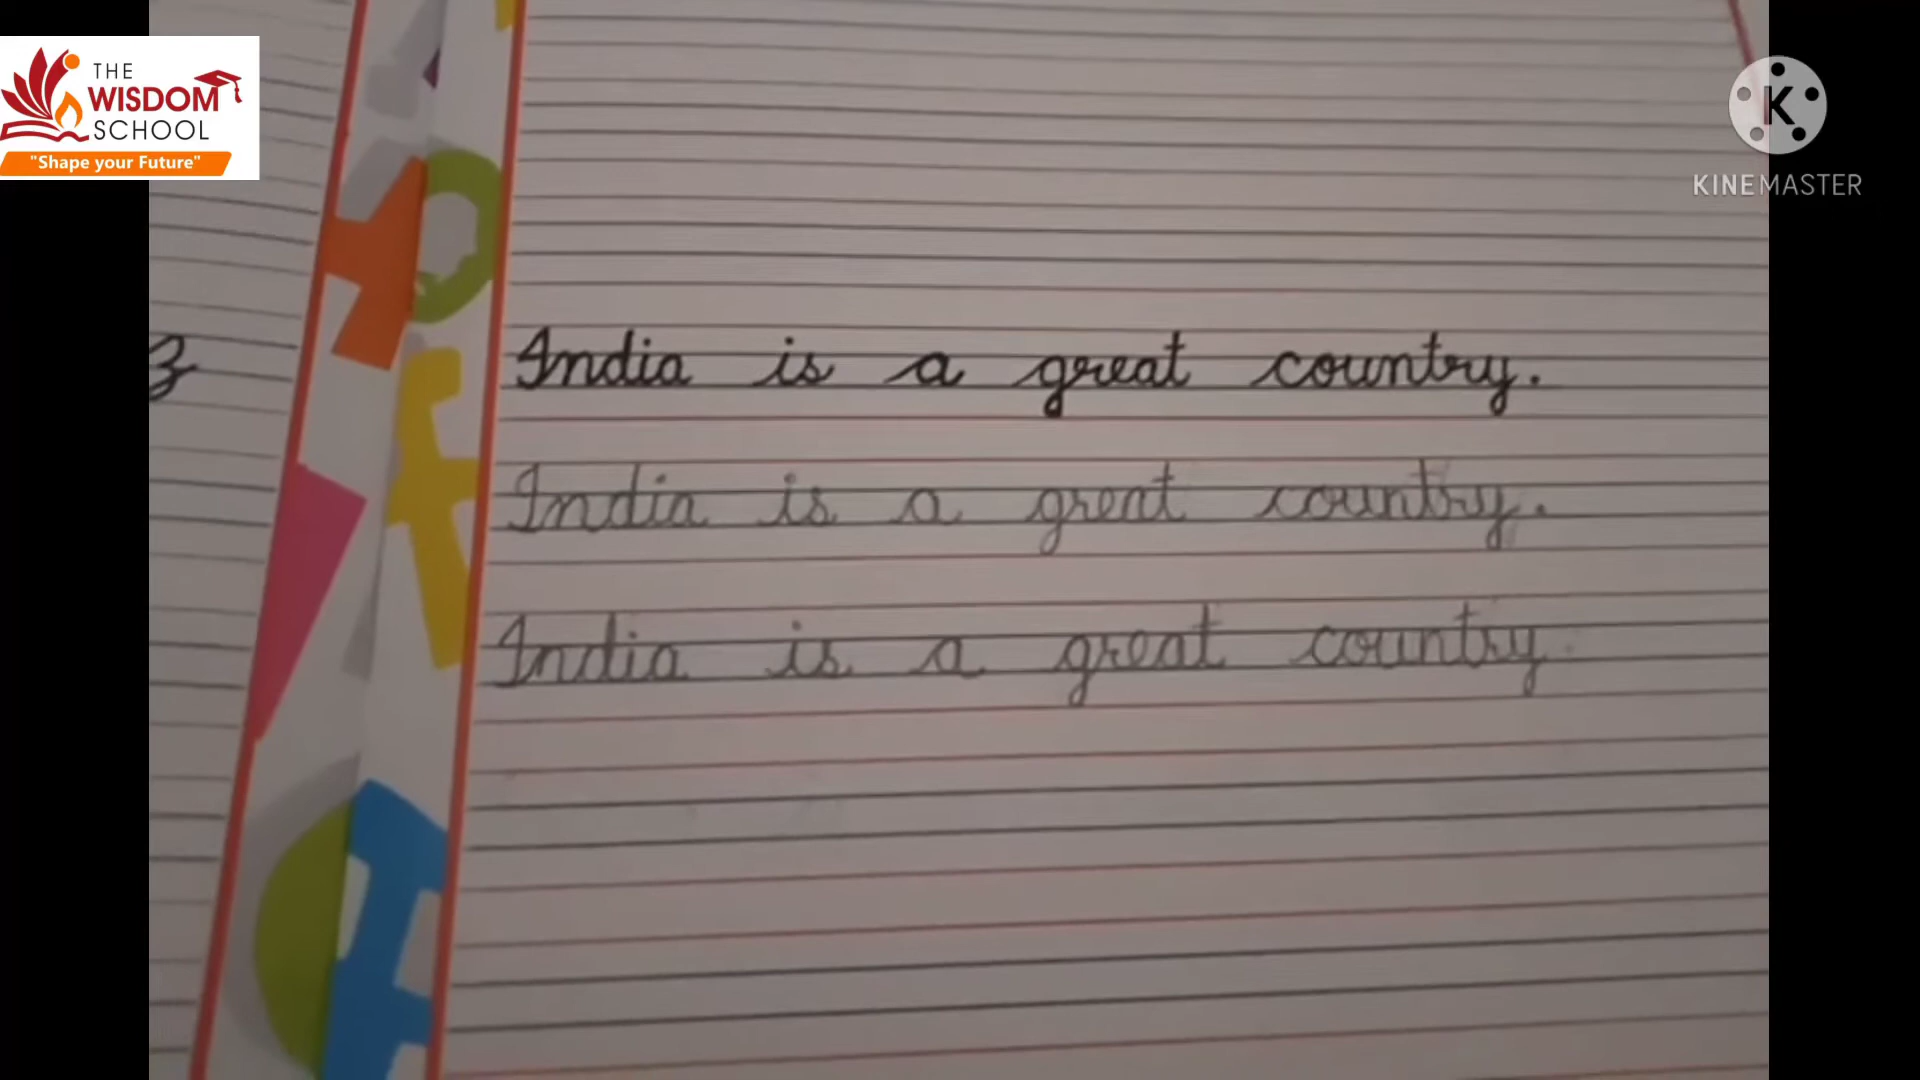 THE
WISDOM
SCHOOL
"Shape your Future"
K
KINEMASTER
z
India is a great country.
India is a great country.
India is a great country.